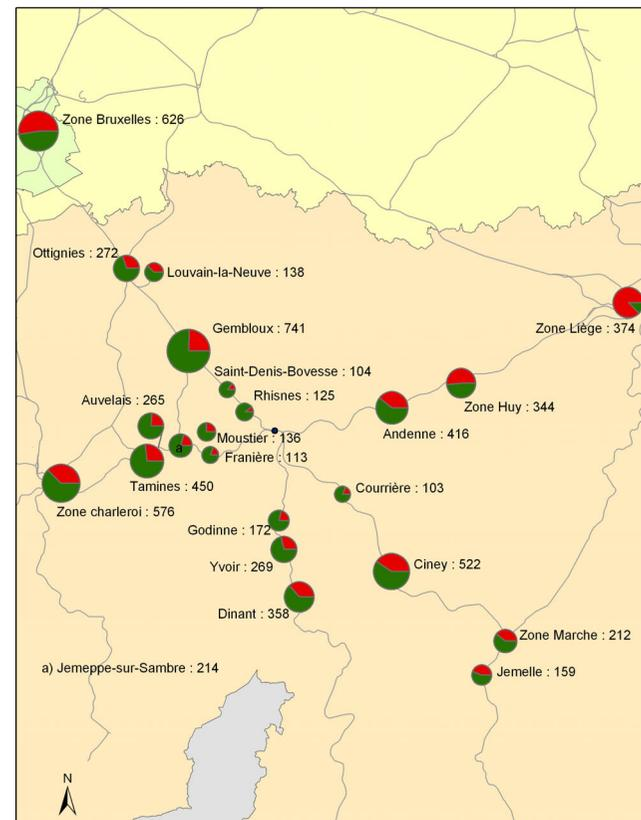 Zone Bruxelles : 626
Ottignies : 272
Louvain-la-Neuve : 138
Zone Liège : 374
Gembloux : 741
Saint-Denis-Bovesse : 104
Zone Huy : 344
Auvelais : 265
Rhisnes : 125
Andenne : 416
Moustier : 136
a
Franière : 113
Tamines : 450
Zone charleroi : 576
Courrière : 103
Godinne : 172
Yvoir : 269
Ciney : 522
Dinant : 358
Zone Marche : 212
a) Jemeppe-sur-Sambre : 214
Jemelle : 159
N